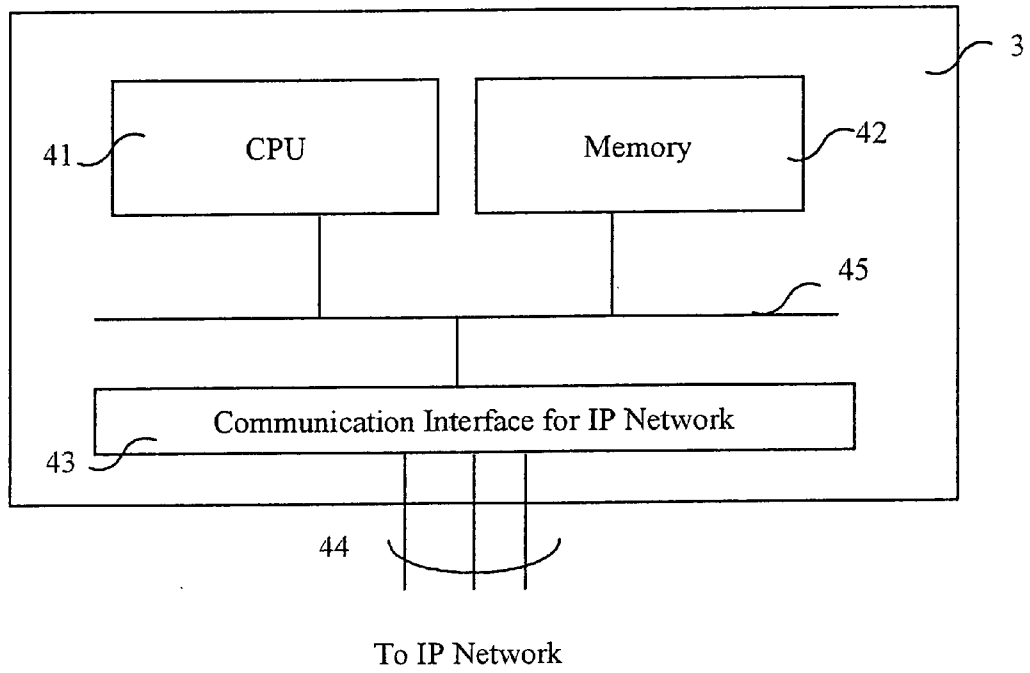 3
41
CPU
Memory
42
45
Communication Interface for IP Network
43
44
To IP Network